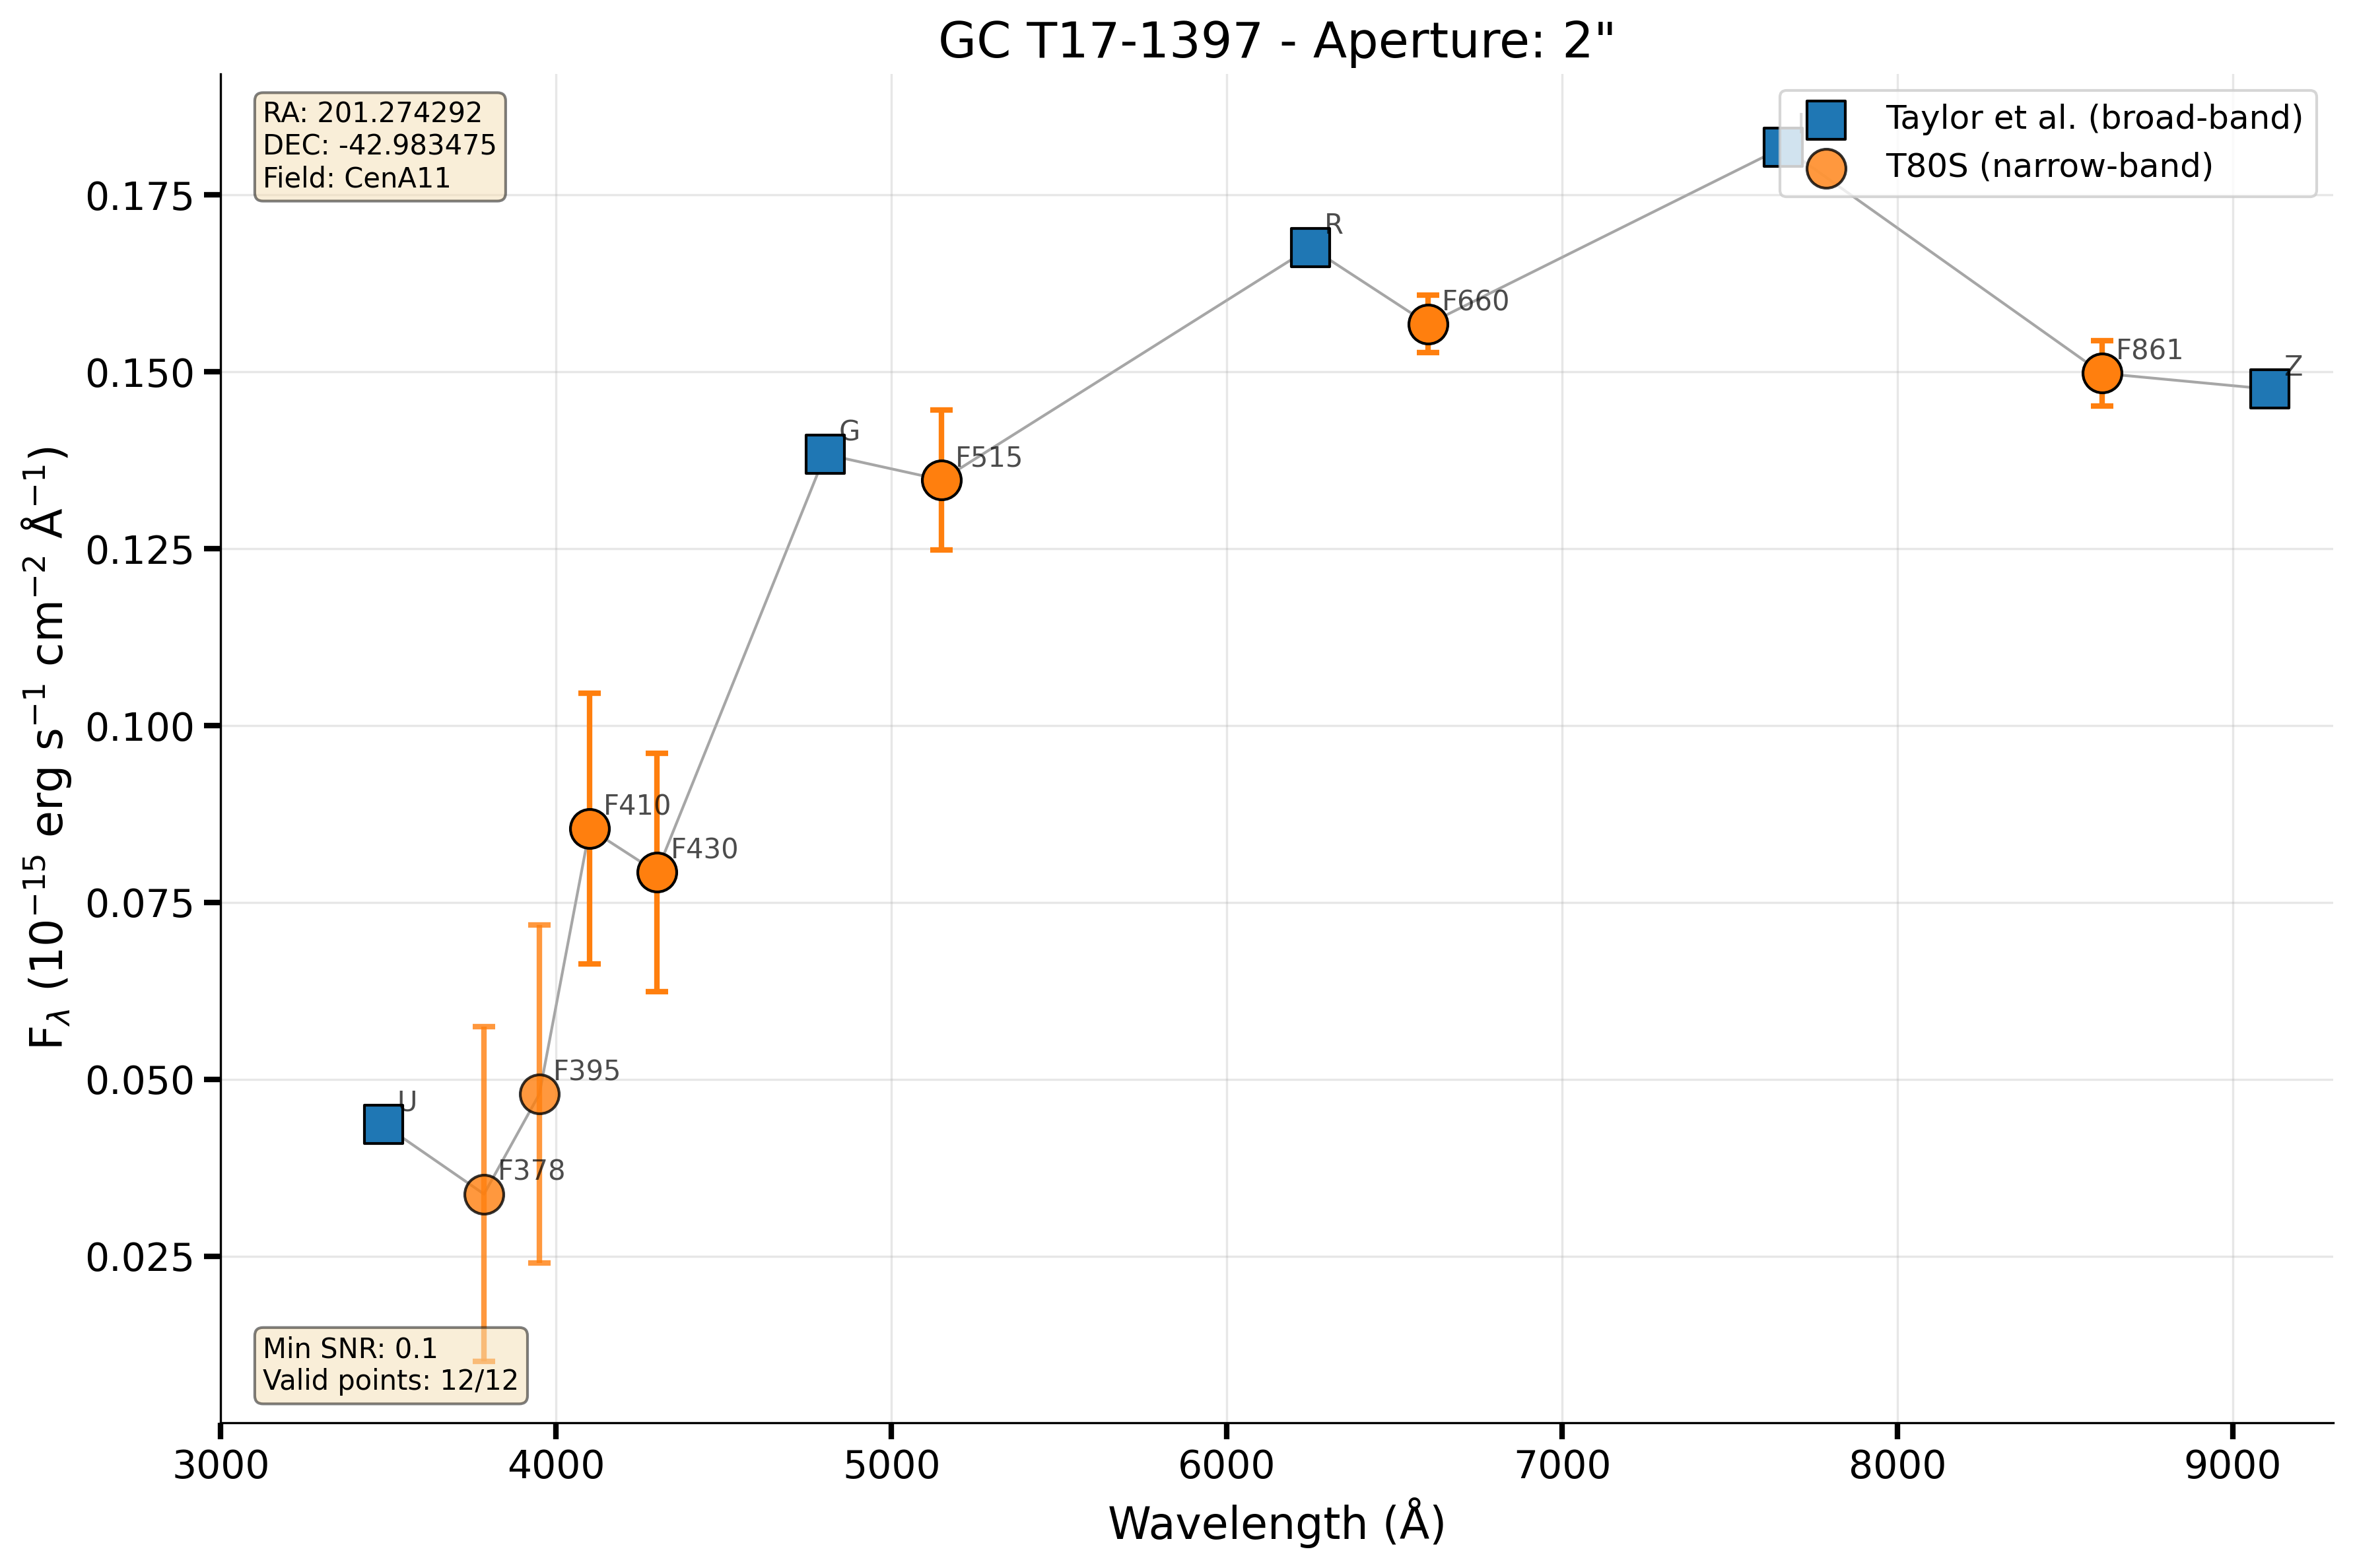 GC T17-1397 - Aperture: 2"
RA: 201.274292
DEC: -42.983475
Field: CenA11
Taylor et al. (broad-band)
T80S (narrow-band)
R
F660
F861
Z
G
F515
F410
F430
F395
U
F378
Min SNR: 0.1
Valid points: 12/12
0.175
0.150
0.125
0.100
0.075
0.050
0.025
F_λ (10⁻¹⁵ erg s⁻¹ cm⁻² Å⁻¹)
3000 4000 5000 6000 7000 8000 9000
Wavelength (Å)